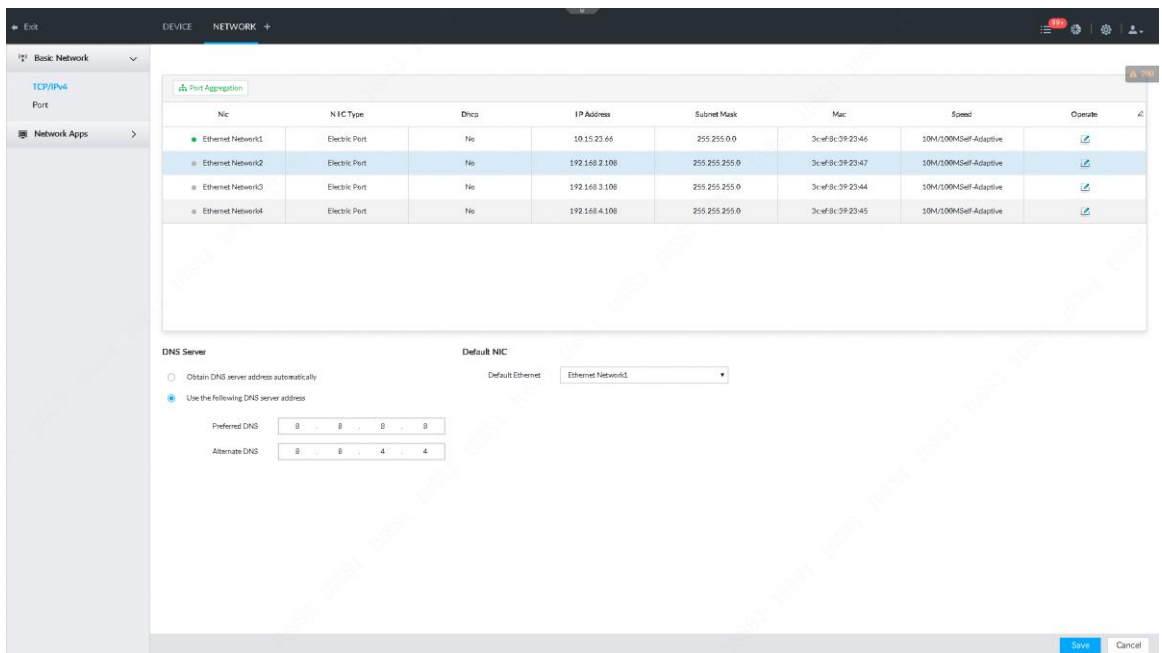 Exit
DEVICE NETWORK +
99+
Basic Network
TCP/IPv4
Port
Network Apps
Port Aggregation
Nic NIC Type Dhcp IP Address Subnet Mask Mac Speed Operate
Ethernet Network1 Electric Port No 10.15.23.66 255.255.0.0 3c:ef:8c:39:23:46 10M/100MSelf-Adaptive
Ethernet Network2 Electric Port No 192.168.2.108 255.255.255.0 3c:ef:8c:39:23:47 10M/100MSelf-Adaptive
Ethernet Network3 Electric Port No 192.168.3.108 255.255.255.0 3c:ef:8c:39:23:44 10M/100MSelf-Adaptive
Ethernet Network4 Electric Port No 192.168.4.108 255.255.255.0 3c:ef:8c:39:23:45 10M/100MSelf-Adaptive
DNS Server
Obtain DNS server address automatically
Use the following DNS server address
Preferred DNS 8 . 8 . 8 . 8
Alternate DNS 8 . 8 . 4 . 4
Default NIC
Default Ethernet Ethernet Network1
Save Cancel